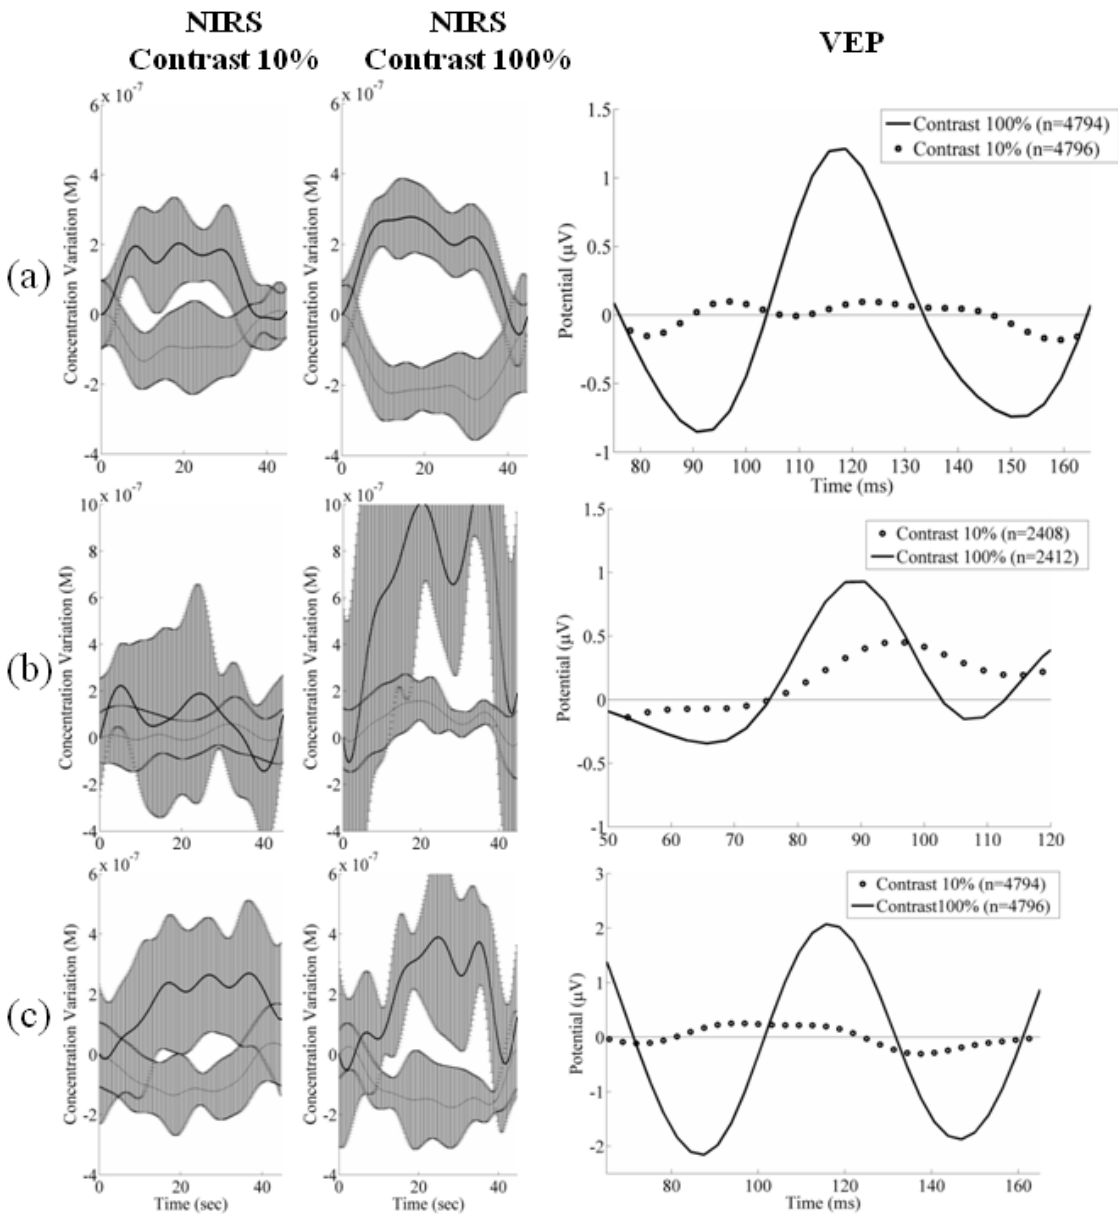 NIRS
Contrast 10%
NIRS
Contrast 100%
VEP
(a)
x 10⁻⁷
6
4
2
0
-2
-4
0
20
40
Concentration Variation (M)
x 10⁻⁷
6
4
2
0
-2
-4
0
20
40
Concentration Variation (M)
1.5
1
0.5
0
-0.5
-1
Potential (μV)
Contrast 100% (n=4794)
Contrast 10% (n=4796)
80
90
100
110
120
130
140
150
160
Time (ms)
(b)
x 10⁻⁷
10
8
6
4
2
0
-2
-4
0
20
40
Concentration Variation (M)
x 10⁻⁷
10
8
6
4
2
0
-2
-4
0
20
40
Concentration Variation (M)
1
0.5
0
-0.5
-1
Potential (μV)
Contrast 10% (n=2408)
Contrast 100% (n=2412)
50
60
70
80
90
100
110
120
Time (ms)
(c)
x 10⁻⁷
6
4
2
0
-2
-4
0
20
40
Concentration Variation (M)
Time (sec)
x 10⁻⁷
6
4
2
0
-2
-4
0
20
40
Concentration Variation (M)
Time (sec)
3
2
1
0
-1
-2
Potential (μV)
Contrast 10% (n=4794)
Contrast100% (n=4796)
80
100
120
140
160
Time (ms)